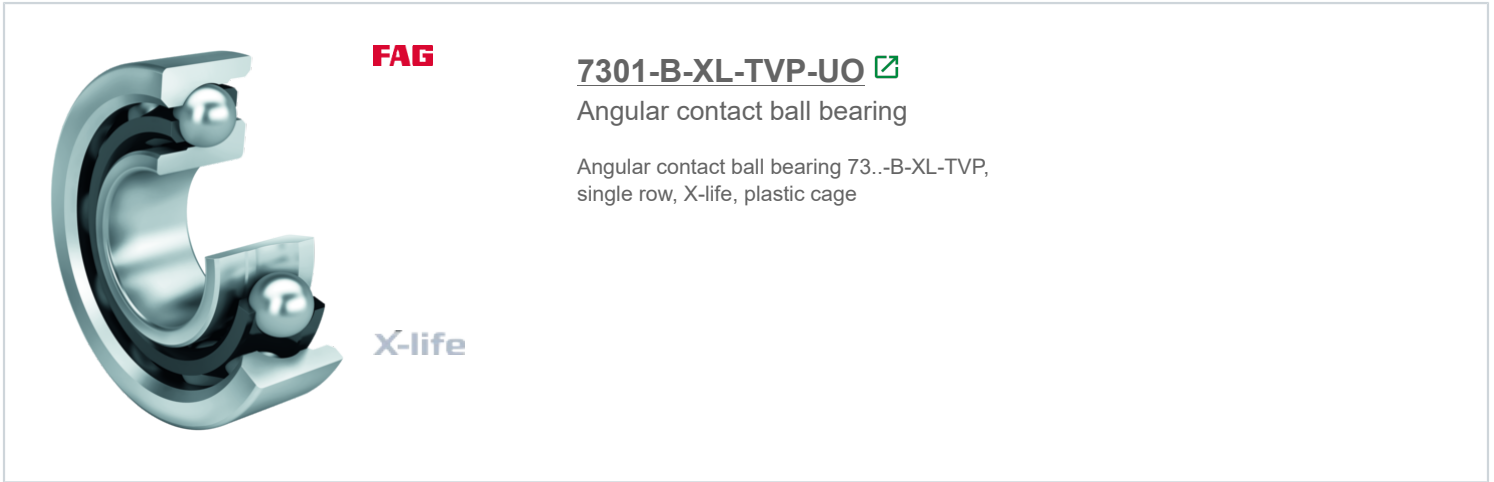 FAG
7301-B-XL-TVP-UO
Angular contact ball bearing
Angular contact ball bearing 73..-B-XL-TVP,
single row, X-life, plastic cage
X-life